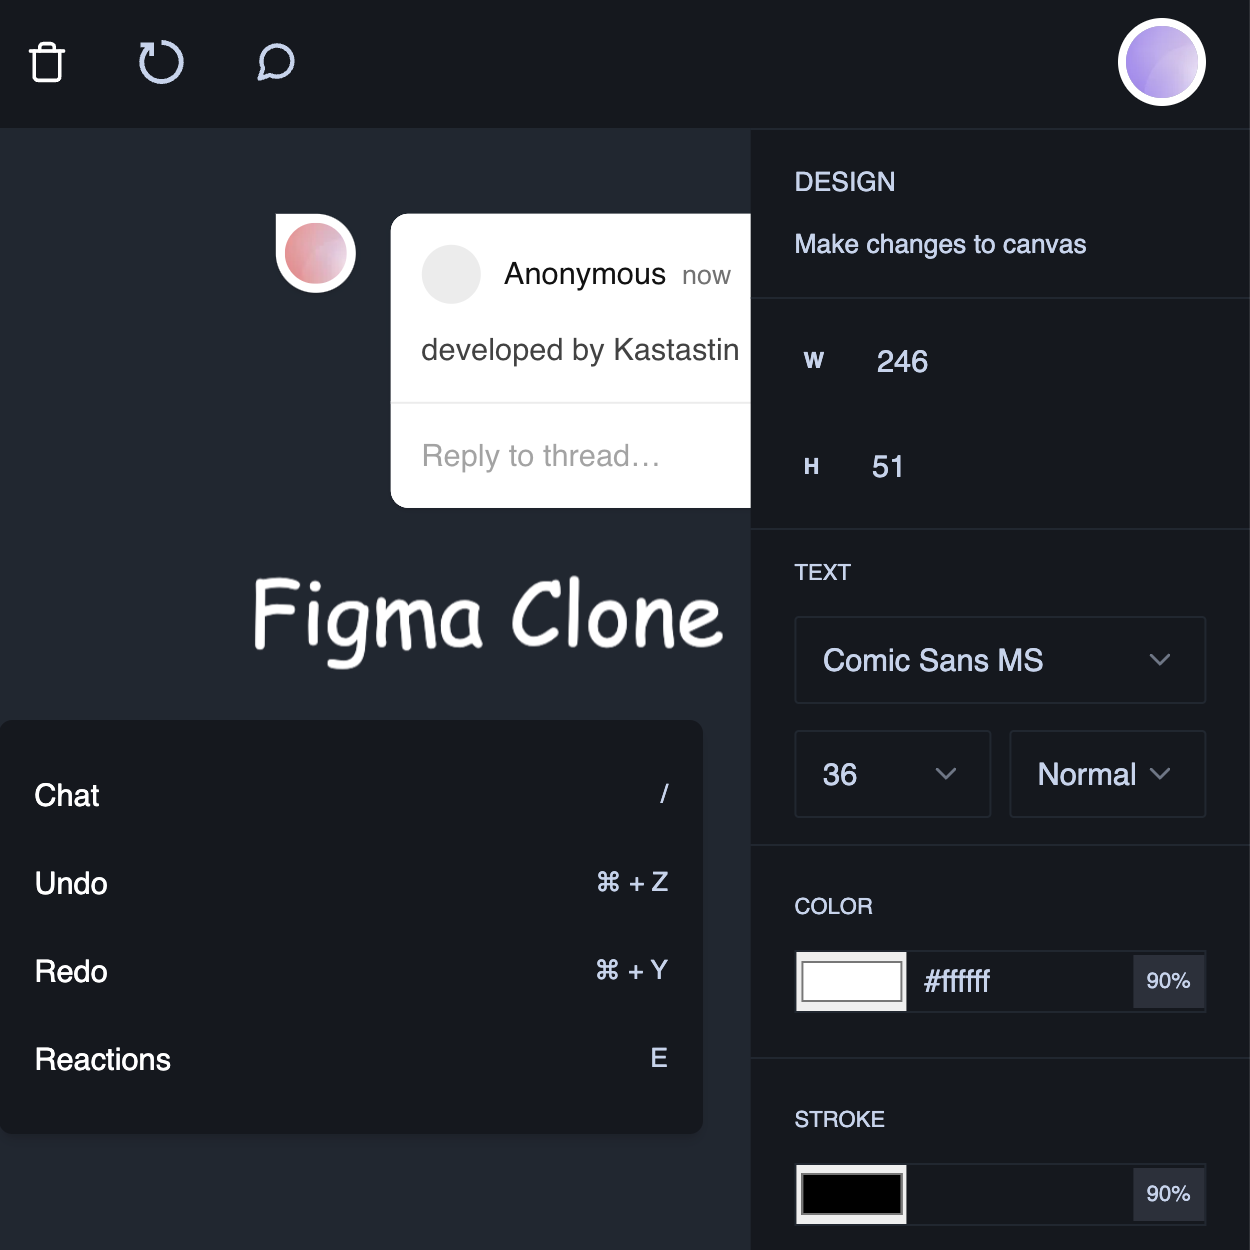 DESIGN
Make changes to canvas
Anonymous now
developed by Kastastin
Reply to thread…
Figma Clone
Chat /
Undo ⌘ + Z
Redo ⌘ + Y
Reactions E
W 246
H 51
TEXT
Comic Sans MS
36 Normal
COLOR
#ffffff 90%
STROKE
90%